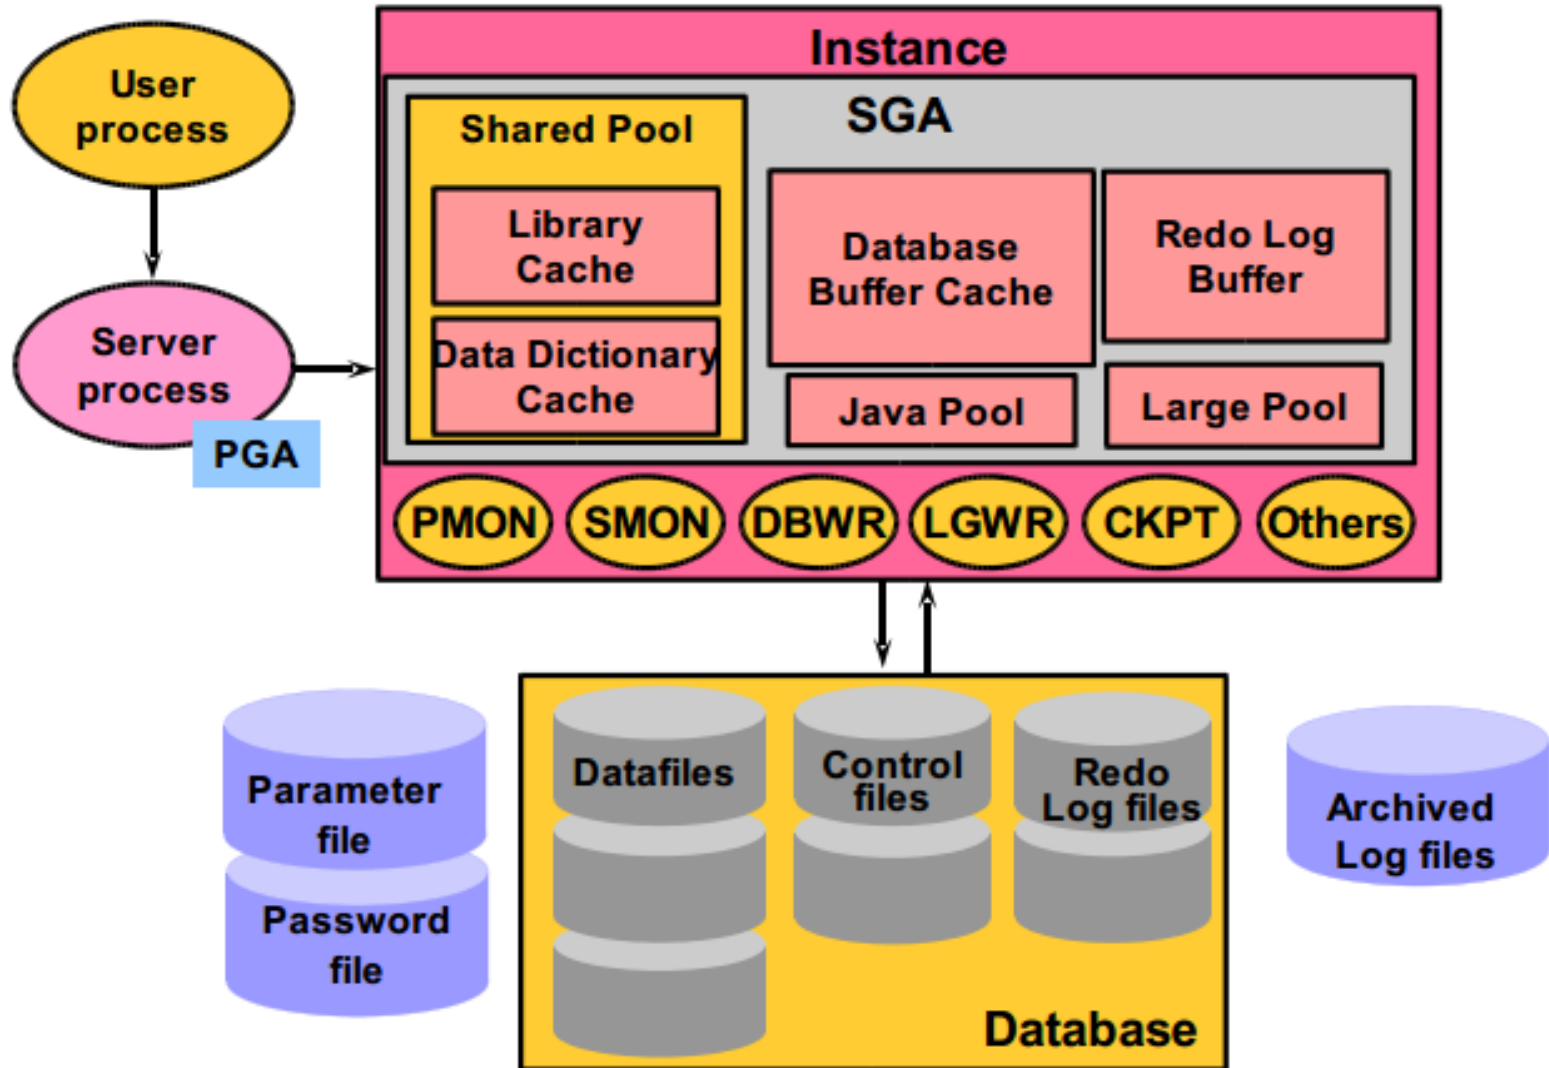 User
process
Server
process
PGA
Instance
SGA
Shared Pool
Library
Cache
Data Dictionary
Cache
Database
Buffer Cache
Redo Log
Buffer
Java Pool
Large Pool
PMON
SMON
DBWR
LGWR
CKPT
Others
Parameter
file
Password
file
Datafiles
Control
files
Redo
Log files
Database
Archived
Log files